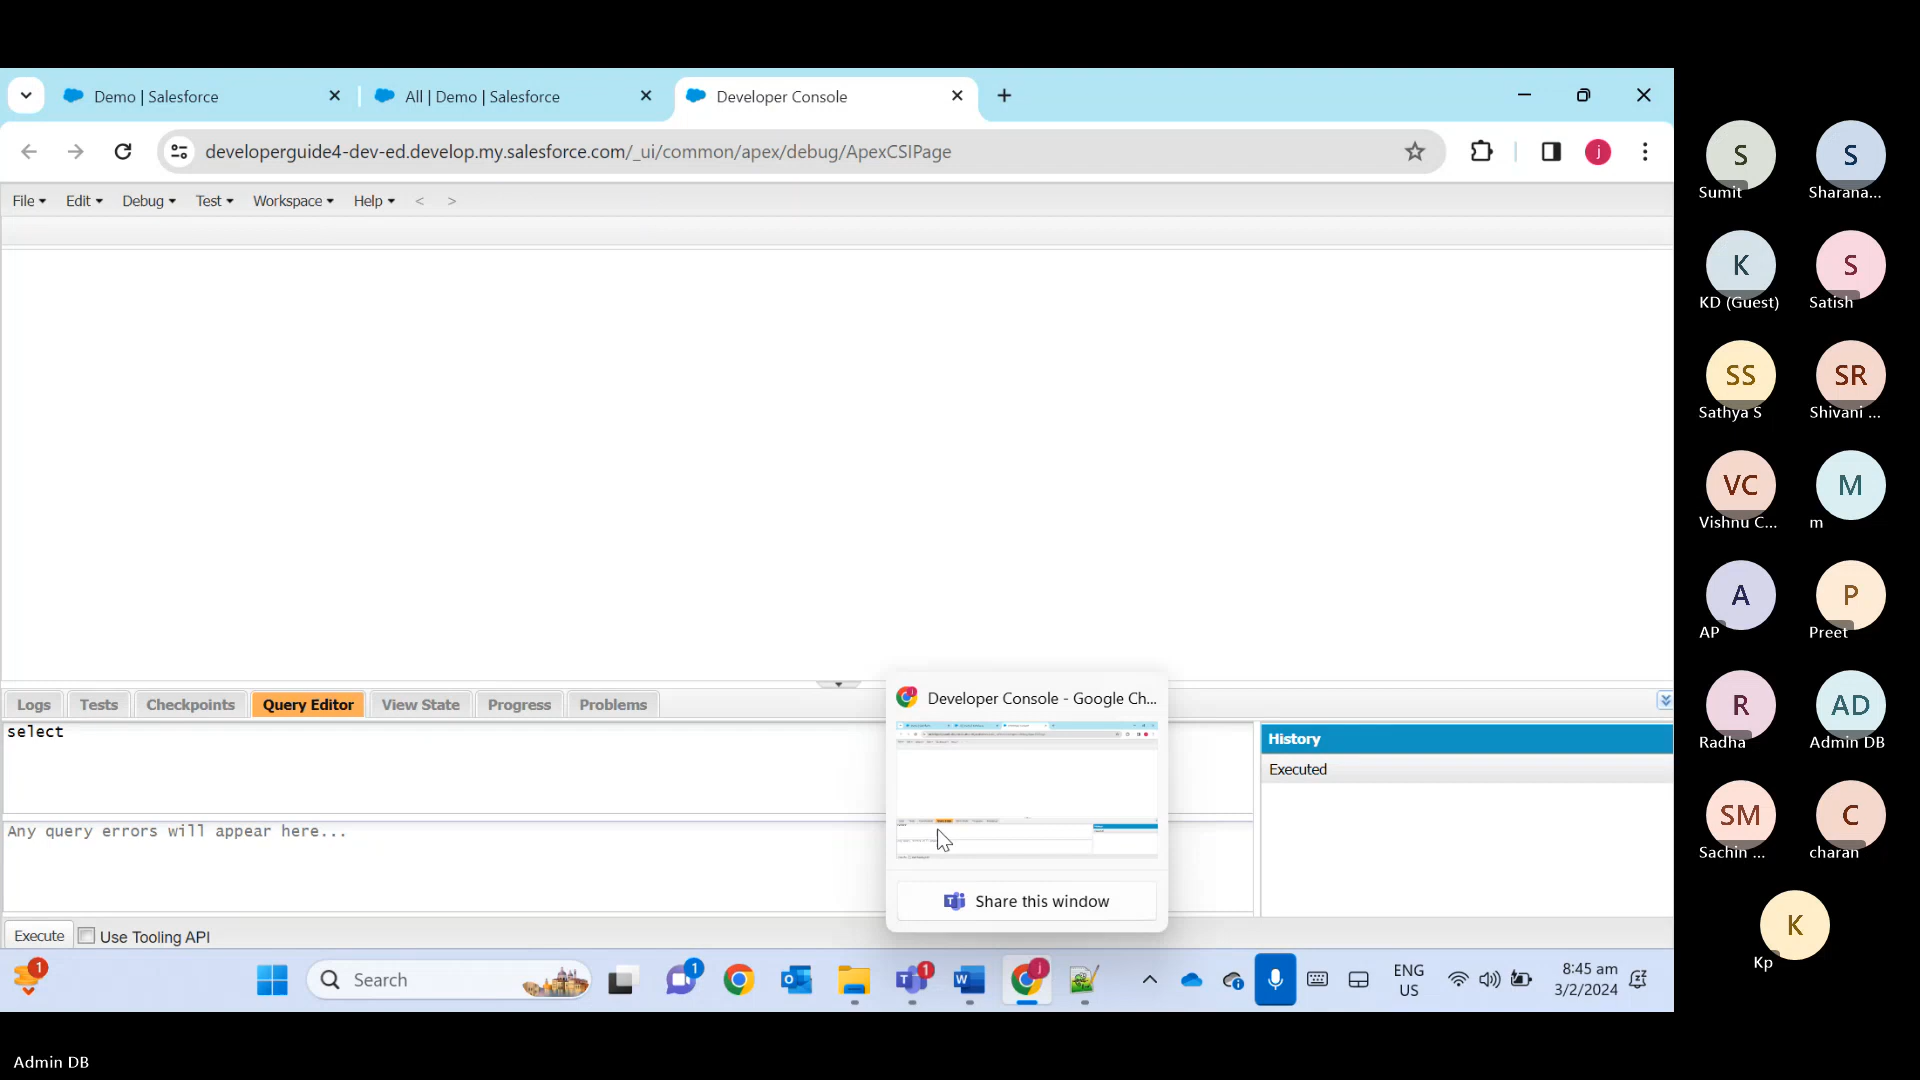 Demo | Salesforce
All | Demo | Salesforce
Developer Console
developerguide4-dev-ed.develop.my.salesforce.com/_ui/common/apex/debug/ApexCSIPage
j
File Edit Debug Test Workspace Help < >
Logs Tests Checkpoints Query Editor View State Progress Problems
select
Any query errors will appear here...
History
Executed
Execute Use Tooling API
Developer Console - Google Ch...
Share this window
1
Search
1
1
j
ENG
US
8:45 am
3/2/2024
S
Sumit
S
Sharana...
K
KD (Guest)
S
Satish
SS
Sathya S
SR
Shivani ...
VC
Vishnu C...
M
m
A
AP
P
Preet
R
Radha
AD
Admin DB
SM
Sachin ...
C
charan
K
Kp
Admin DB